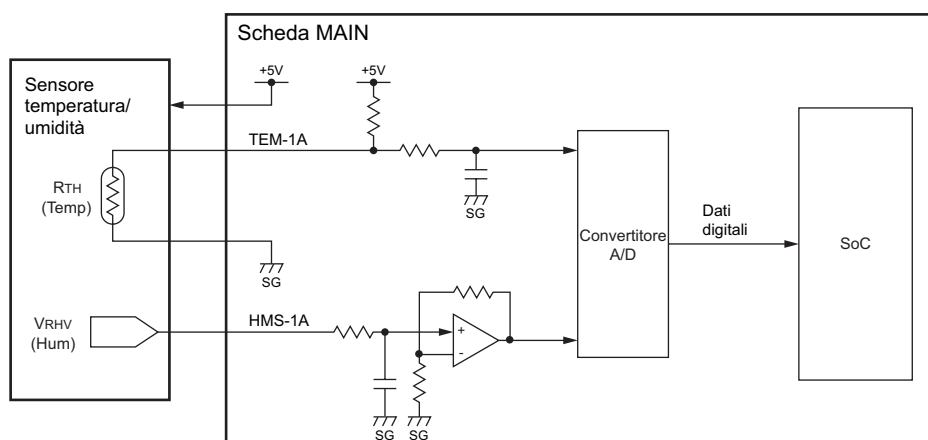 Scheda MAIN
Sensore
temperatura/
umidità
+5V
+5V
TEM-1A
RTH
(Temp)
SG
SG
Convertitore
A/D
Dati
digitali
SoC
VRHV
(Hum)
HMS-1A
+
-
SG
SG